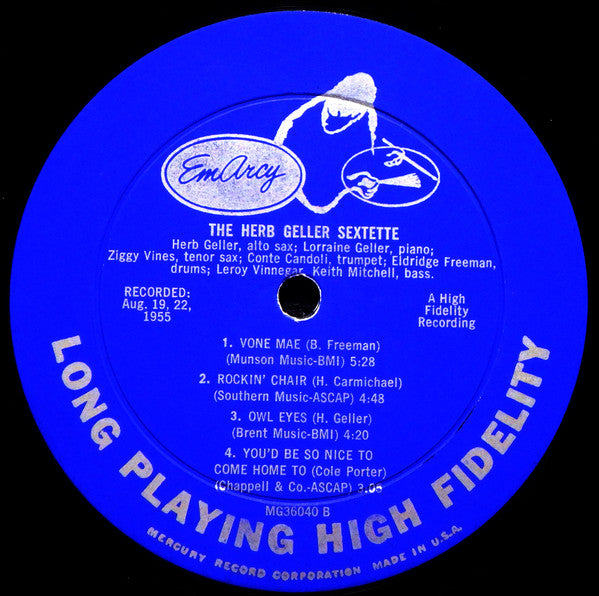 EmArcy
THE HERB GELLER SEXTETTE
Herb Geller, alto sax; Lorraine Geller, piano;
Ziggy Vines, tenor sax; Conte Candoli, trumpet; Eldridge Freeman,
drums; Leroy Vinnegar, Keith Mitchell, bass.
RECORDED:
Aug. 19, 22,
1955
A High
Fidelity
Recording
1. VONE MAE (B. Freeman)
(Munson Music-BMI) 5:28
2. ROCKIN' CHAIR (H. Carmichael)
(Southern Music-ASCAP) 4:48
3. OWL EYES (H. Geller)
(Brent Music-BMI) 4:20
4. YOU'D BE SO NICE TO
COME HOME TO (Cole Porter)
(Chappell & Co.-ASCAP) 3:05
MG36040 B
LONG PLAYING HIGH FIDELITY
MERCURY RECORD CORPORATION MADE IN U.S.A.